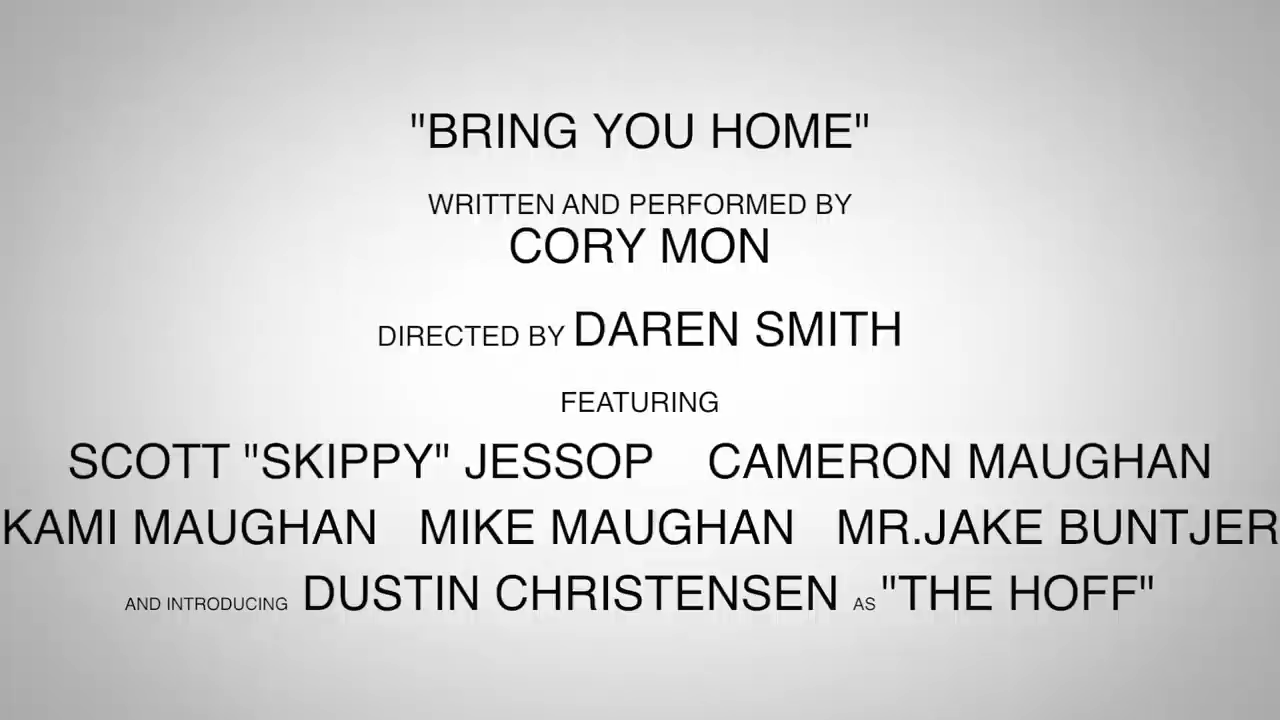 "BRING YOU HOME"
WRITTEN AND PERFORMED BY
CORY MON
DIRECTED BY DAREN SMITH
FEATURING
SCOTT "SKIPPY" JESSOP CAMERON MAUGHAN
KAMI MAUGHAN MIKE MAUGHAN MR.JAKE BUNTJER
AND INTRODUCING DUSTIN CHRISTENSEN AS "THE HOFF"